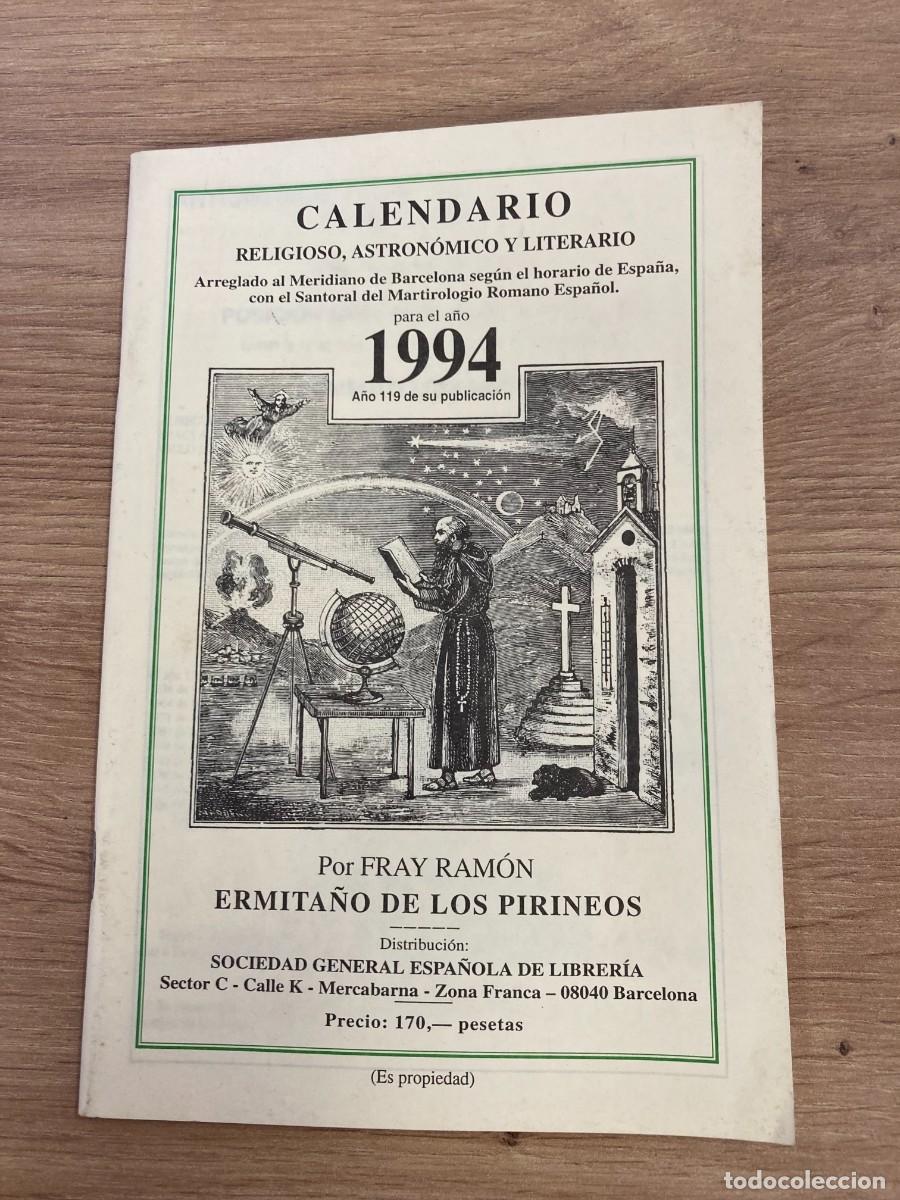 CALENDARIO
RELIGIOSO, ASTRONÓMICO Y LITERARIO
Arreglado al Meridiano de Barcelona según el horario de España,
con el Santoral del Martirologio Romano Español.
para el año
1994
Año 119 de su publicación
Por FRAY RAMÓN
ERMITAÑO DE LOS PIRINEOS
Distribución:
SOCIEDAD GENERAL ESPAÑOLA DE LIBRERÍA
Sector C - Calle K - Mercabarna - Zona Franca – 08040 Barcelona
Precio: 170,— pesetas
(Es propiedad)
todocoleccion